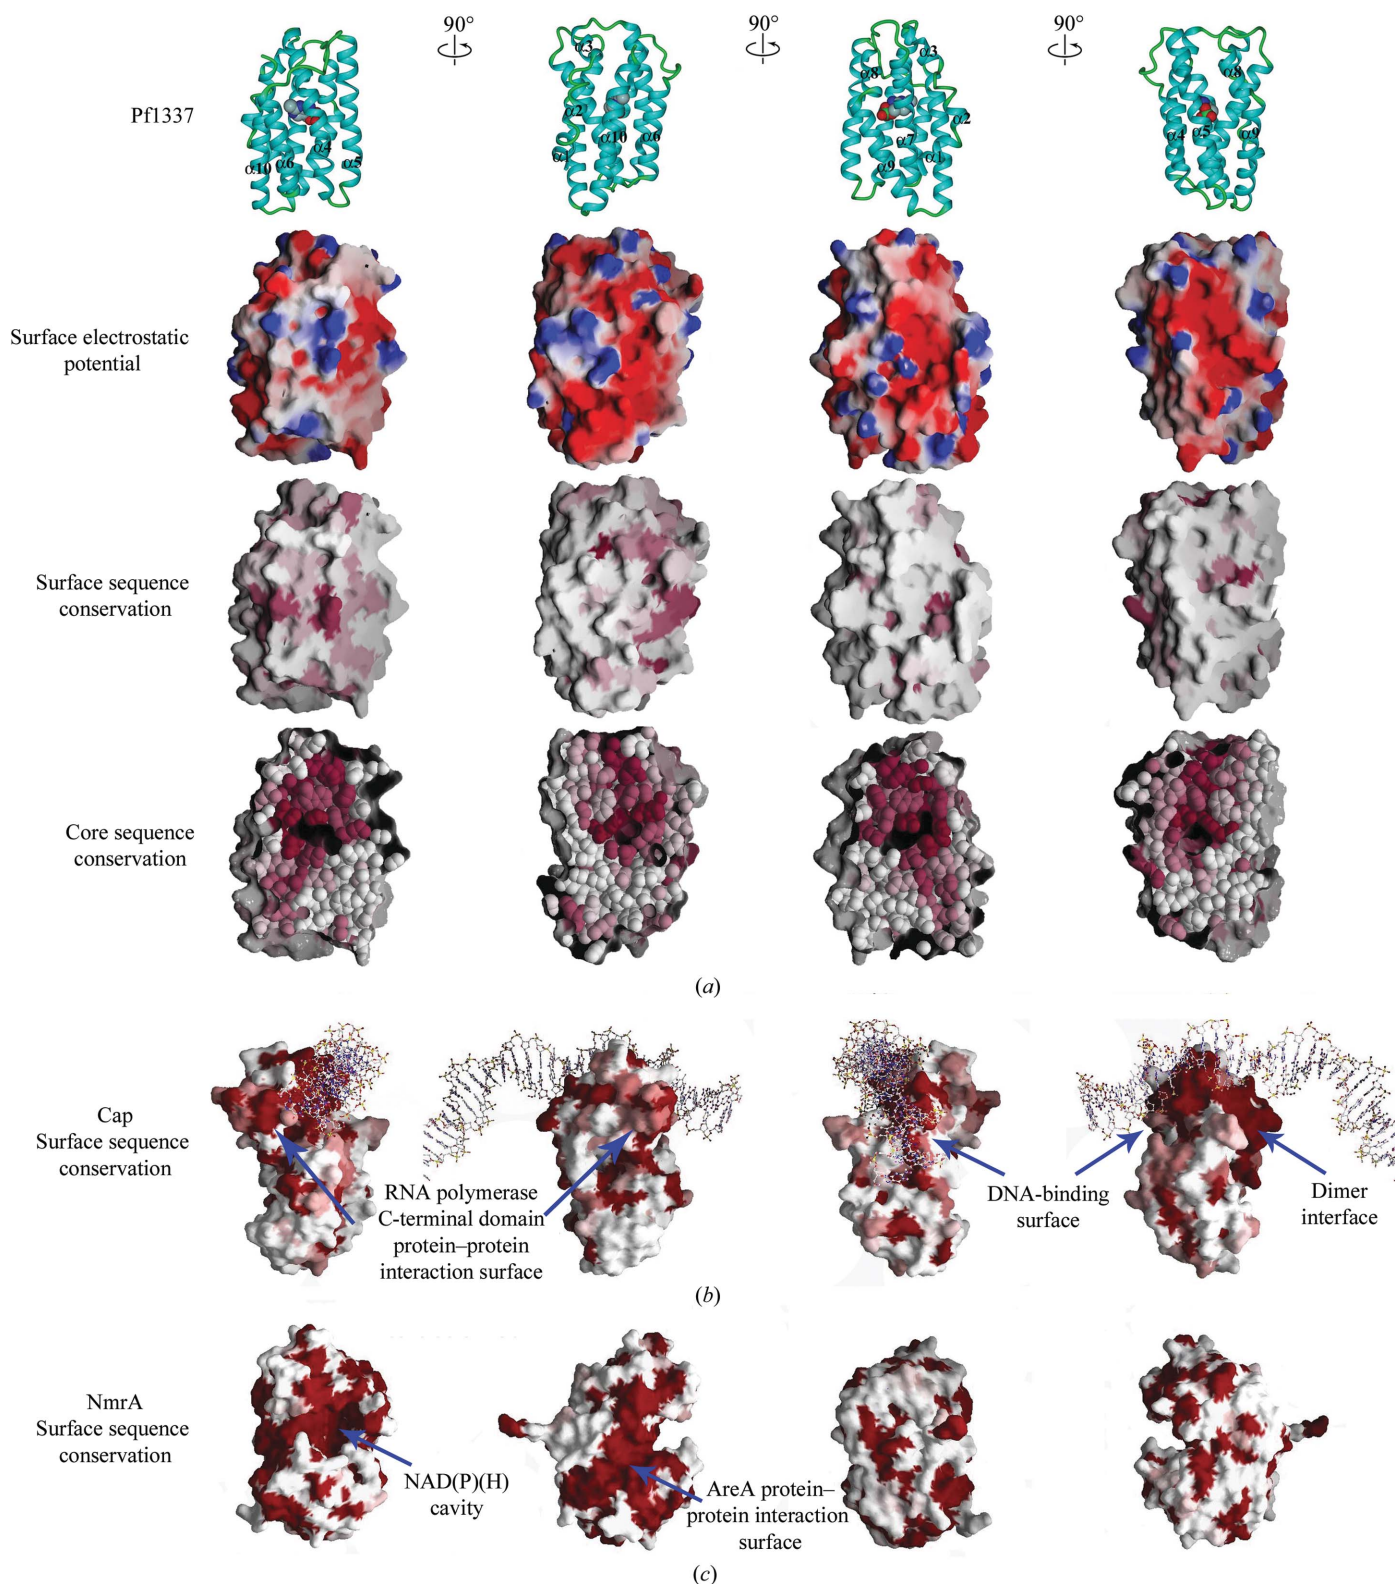 90°
90°
90°
Pf1337
α10
α6
α4
α5
α3
α2
α1
α10
α6
α8
α3
α2
α7
α1
α9
α8
α4
α5
α9
Surface electrostatic
potential
Surface sequence
conservation
Core sequence
conservation
(a)
Cap
Surface sequence
conservation
RNA polymerase
C-terminal domain
protein–protein
interaction surface
DNA-binding
surface
Dimer
interface
(b)
NmrA
Surface sequence
conservation
NAD(P)(H)
cavity
AreA protein–
protein interaction
surface
(c)